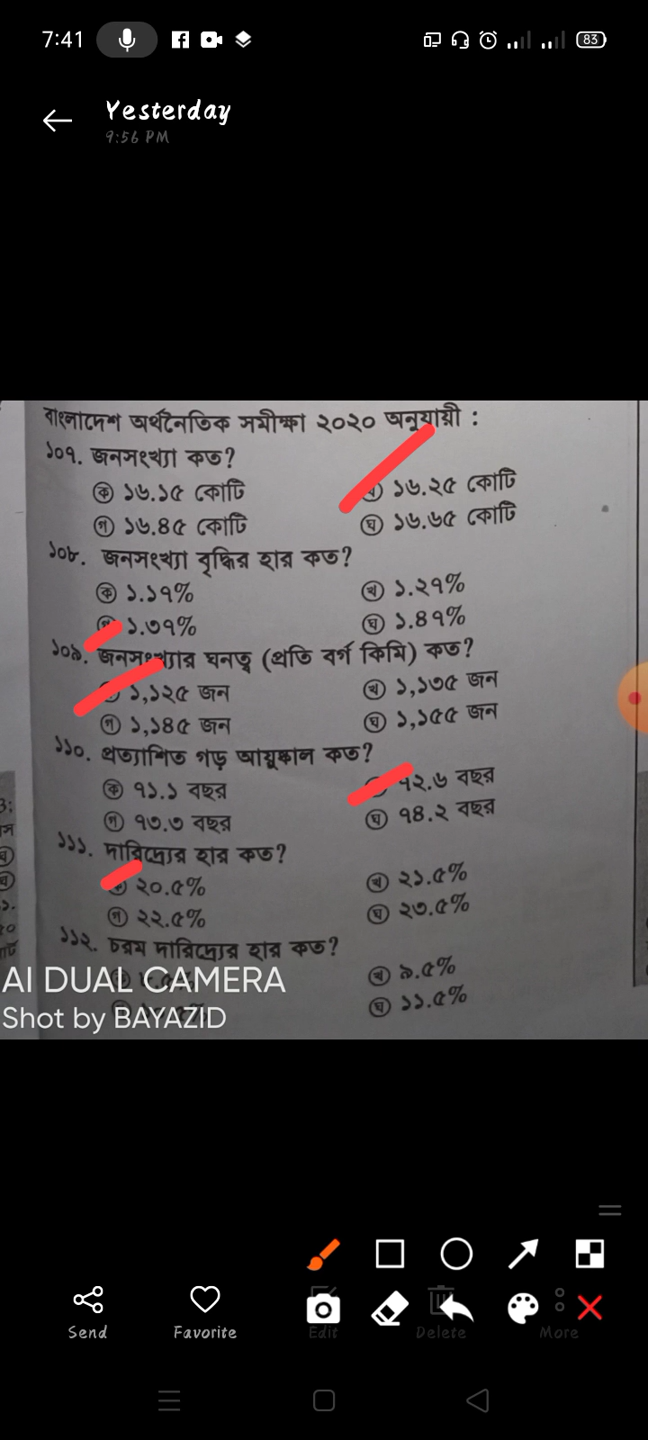 7:41
83
Yesterday
9:56 PM
বাংলাদেশ অর্থনৈতিক সমীক্ষা ২০২০ অনুযায়ী :
১০৭. জনসংখ্যা কত?
ক ১৬.১৫ কোটি ১৬.২৫ কোটি
গ ১৬.৪৫ কোটি ঘ ১৬.৬৫ কোটি
১০৮. জনসংখ্যা বৃদ্ধির হার কত?
ক ১.১৭% খ ১.২৭%
১.৩৭% ঘ ১.৪৭%
১০৯. জনসংখ্যার ঘনত্ব (প্রতি বর্গ কিমি) কত?
১,১২৫ জন খ ১,১৩৫ জন
গ ১,১৪৫ জন ঘ ১,১৫৫ জন
১১০. প্রত্যাশিত গড় আয়ুষ্কাল কত?
ক ৭১.১ বছর ৭২.৬ বছর
গ ৭৩.৩ বছর ঘ ৭৪.২ বছর
১১১. দারিদ্র্যের হার কত?
২০.৫% খ ২১.৫%
গ ২২.৫% ঘ ২৩.৫%
১১২. চরম দারিদ্র্যের হার কত?
খ ৯.৫%
ঘ ১১.৫%
AI DUAL CAMERA
Shot by BAYAZID
Send Favorite Edit Delete More